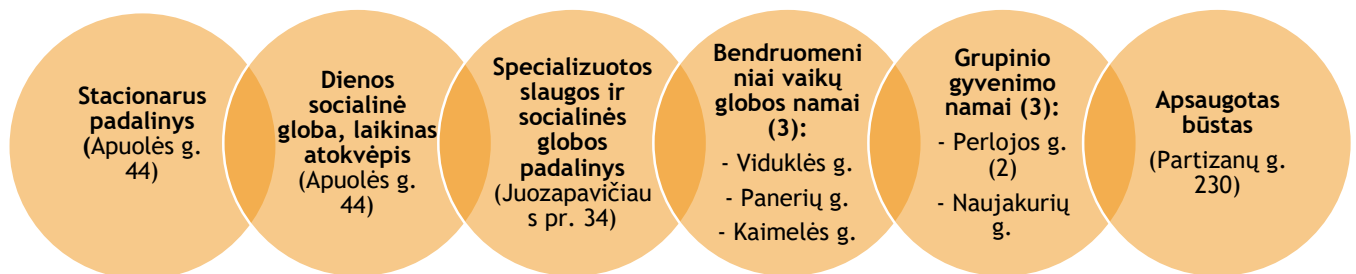 Stacionarus
padalinys
(Apuolės g.
44)
Dienos
socialinė
globa, laikinas
atokvėpis
(Apuolės g.
44)
Specializuotos
slaugos ir
socialinės
globos
padalinys
(Juozapavičiau
s pr. 34)
Bendruomeni
niai vaikų
globos namai
(3):
- Viduklės g.
- Panerių g.
- Kaimelės g.
Grupinio
gyvenimo
namai (3):
- Perlojos g.
(2)
- Naujakurių
g.
Apsaugotas
būstas
(Partizanų g.
230)